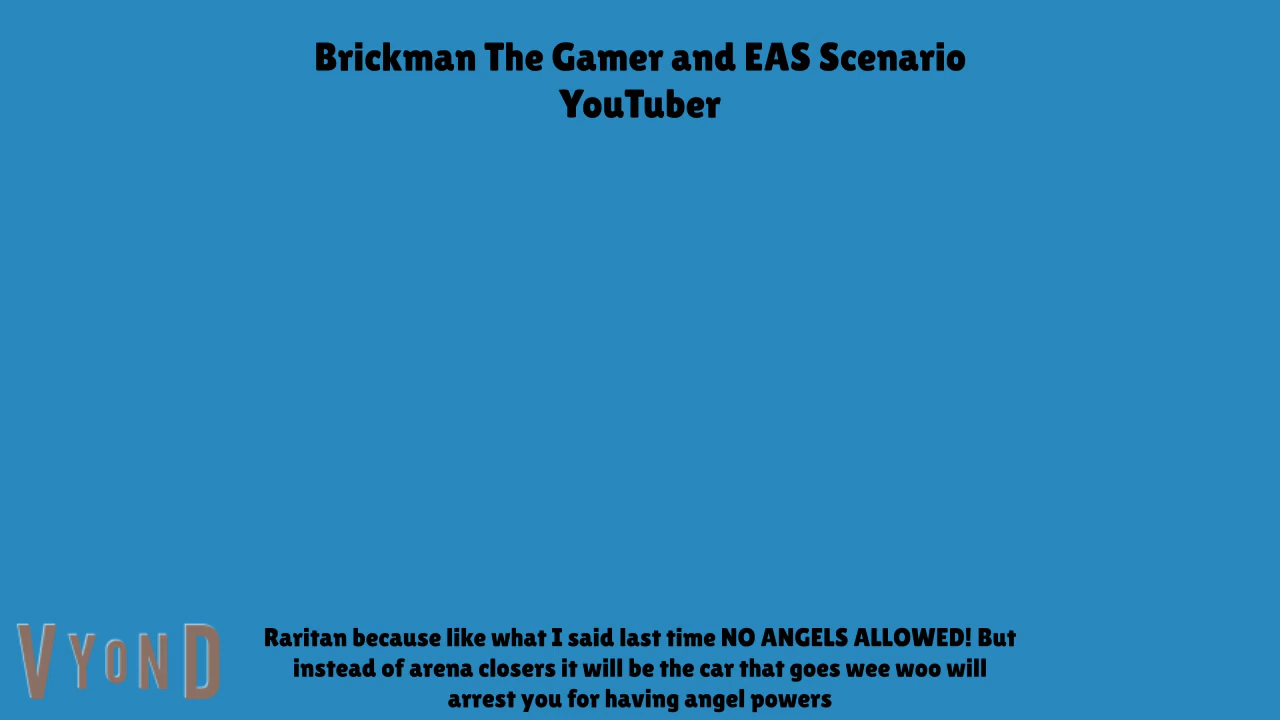 Brickman The Gamer and EAS Scenario
YouTuber
Raritan because like what I said last time NO ANGELS ALLOWED! But
instead of arena closers it will be the car that goes wee woo will
arrest you for having angel powers
VYOND